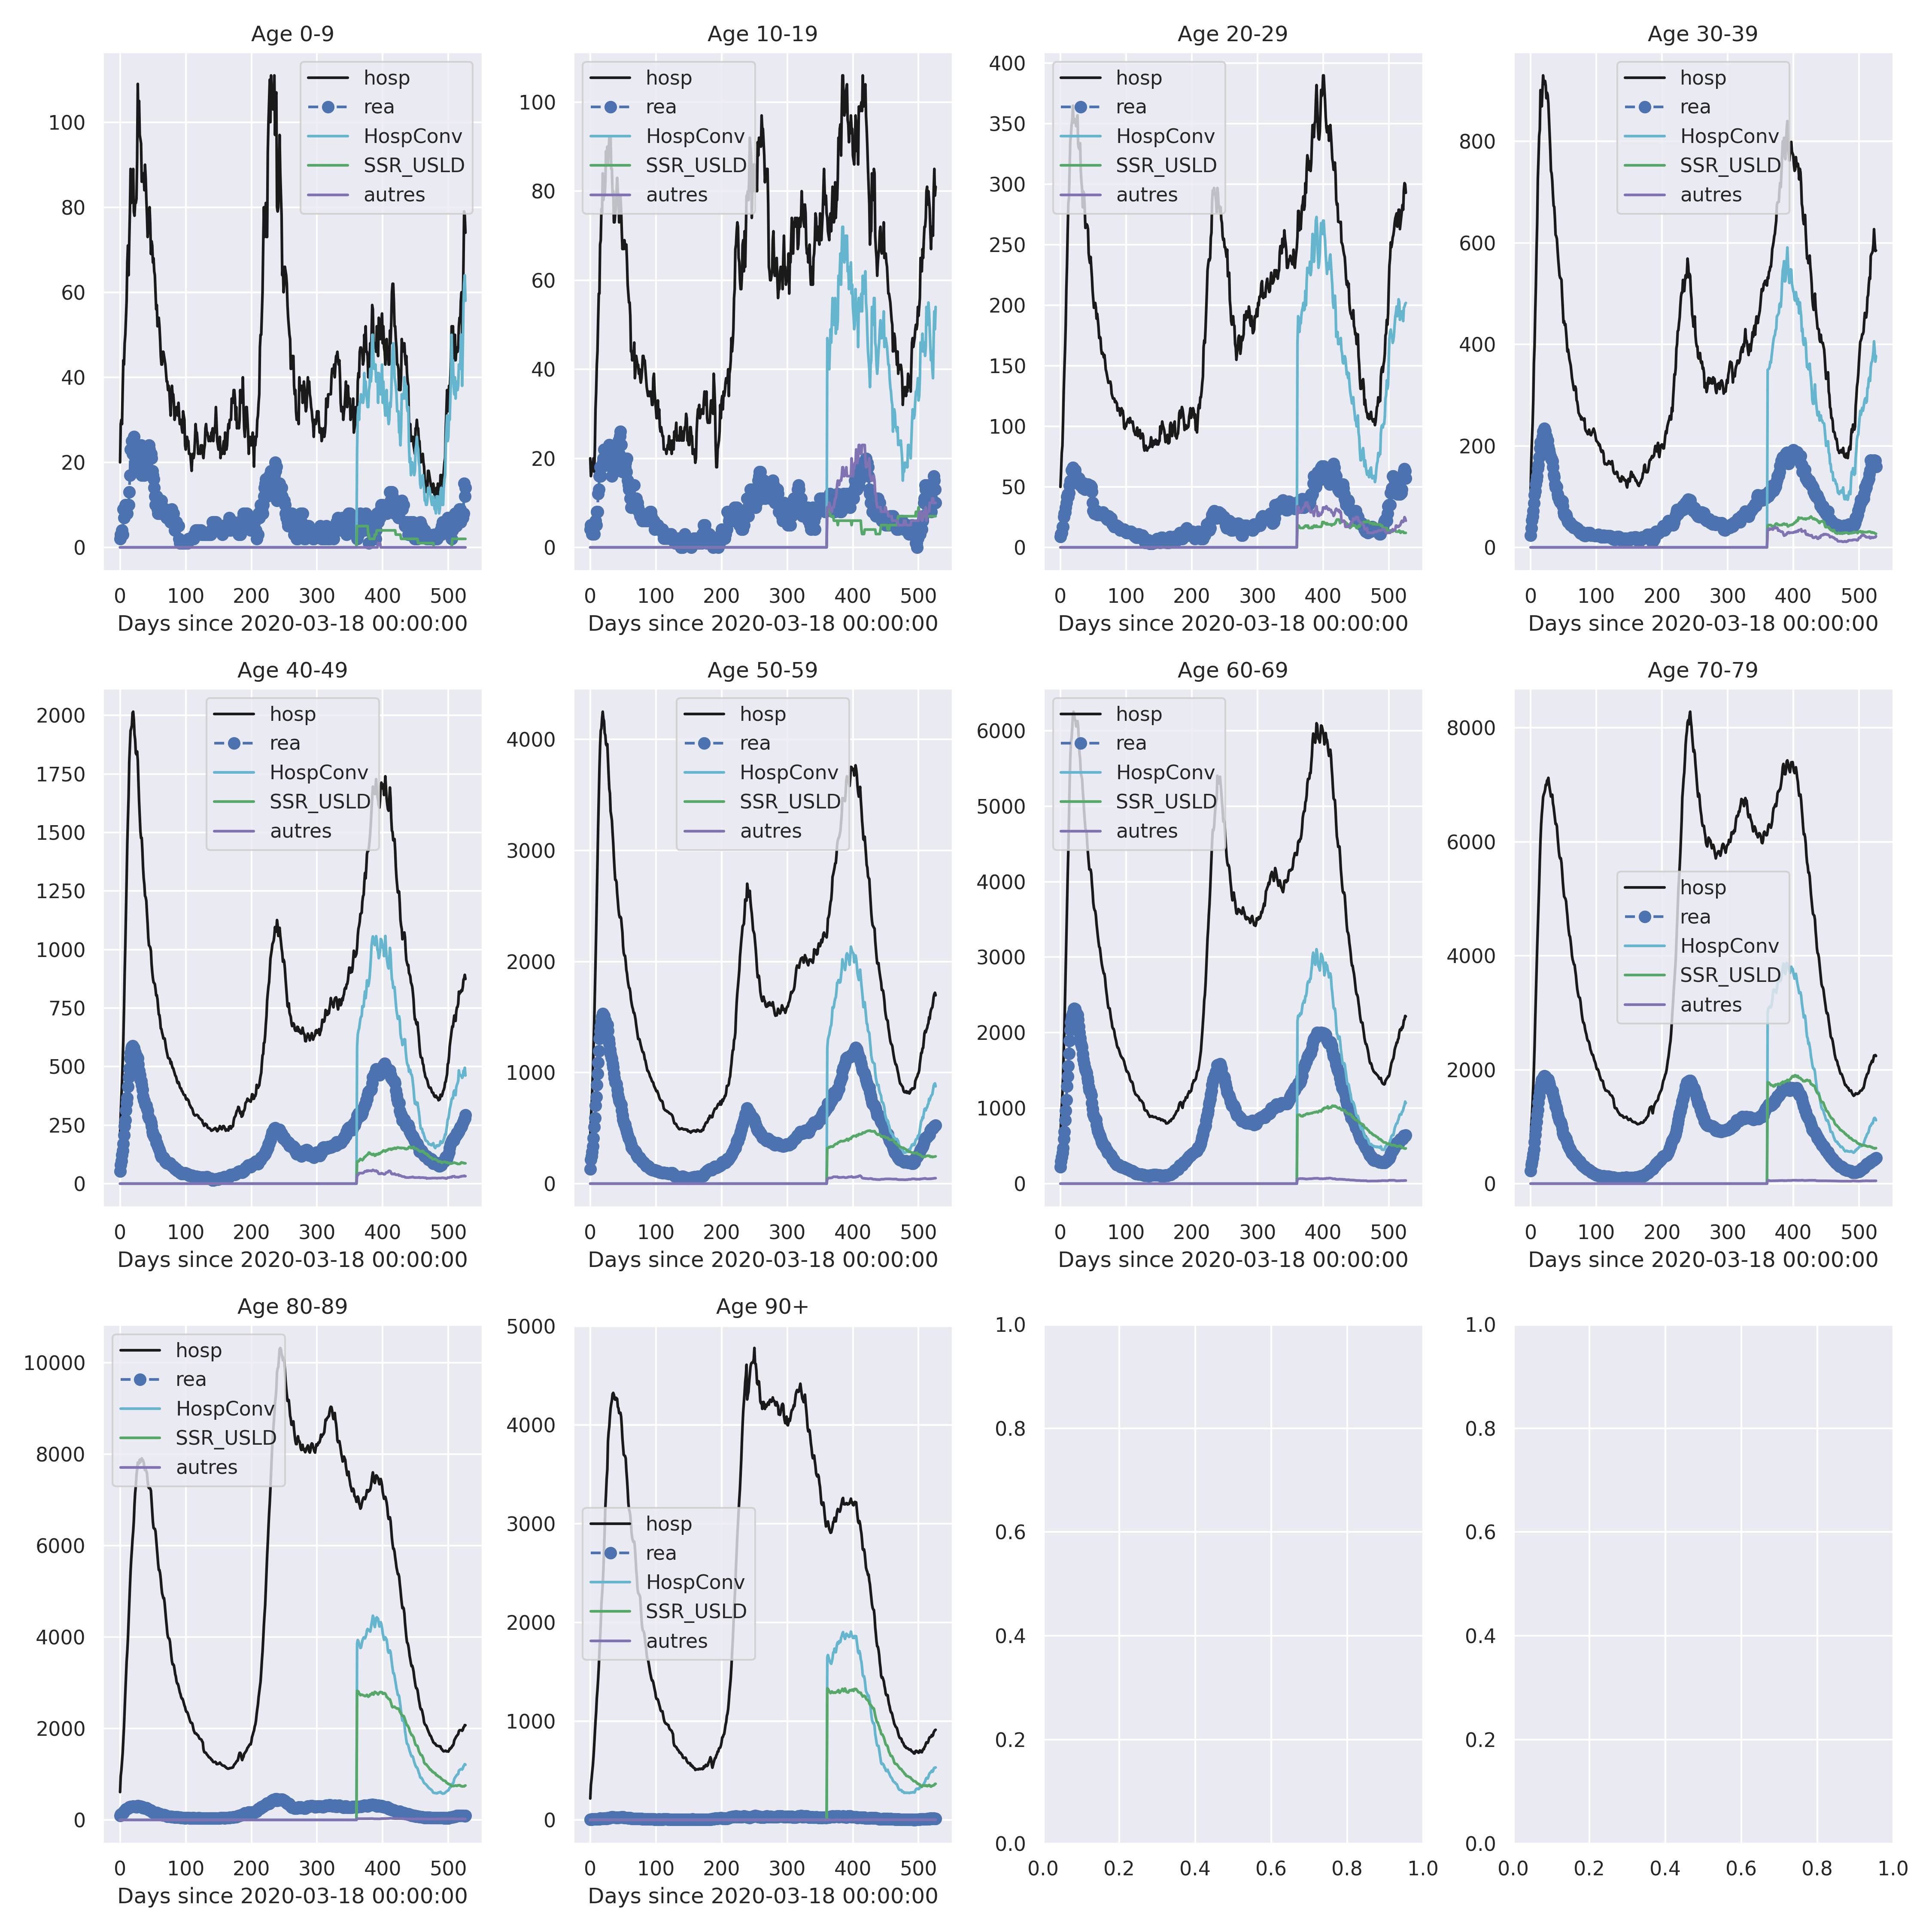 Age 0-9
100
80
60
40
20
0
hosp
rea
HospConv
SSR_USLD
autres
0 100 200 300 400 500
Days since 2020-03-18 00:00:00
Age 10-19
100
80
60
40
20
0
hosp
rea
HospConv
SSR_USLD
autres
0 100 200 300 400 500
Days since 2020-03-18 00:00:00
Age 20-29
400
350
300
250
200
150
100
50
0
hosp
rea
HospConv
SSR_USLD
autres
0 100 200 300 400 500
Days since 2020-03-18 00:00:00
Age 30-39
800
600
400
200
0
hosp
rea
HospConv
SSR_USLD
autres
0 100 200 300 400 500
Days since 2020-03-18 00:00:00
Age 40-49
2000
1750
1500
1250
1000
750
500
250
0
hosp
rea
HospConv
SSR_USLD
autres
0 100 200 300 400 500
Days since 2020-03-18 00:00:00
Age 50-59
4000
3000
2000
1000
0
hosp
rea
HospConv
SSR_USLD
autres
0 100 200 300 400 500
Days since 2020-03-18 00:00:00
Age 60-69
6000
5000
4000
3000
2000
1000
0
hosp
rea
HospConv
SSR_USLD
autres
0 100 200 300 400 500
Days since 2020-03-18 00:00:00
Age 70-79
8000
6000
4000
2000
0
hosp
rea
HospConv
SSR_USLD
autres
0 100 200 300 400 500
Days since 2020-03-18 00:00:00
Age 80-89
10000
8000
6000
4000
2000
0
hosp
rea
HospConv
SSR_USLD
autres
0 100 200 300 400 500
Days since 2020-03-18 00:00:00
Age 90+
5000
4000
3000
2000
1000
0
hosp
rea
HospConv
SSR_USLD
autres
0 100 200 300 400 500
Days since 2020-03-18 00:00:00
1.0
0.8
0.6
0.4
0.2
0.0
0.0 0.2 0.4 0.6 0.8 1.0
1.0
0.8
0.6
0.4
0.2
0.0
0.0 0.2 0.4 0.6 0.8 1.0